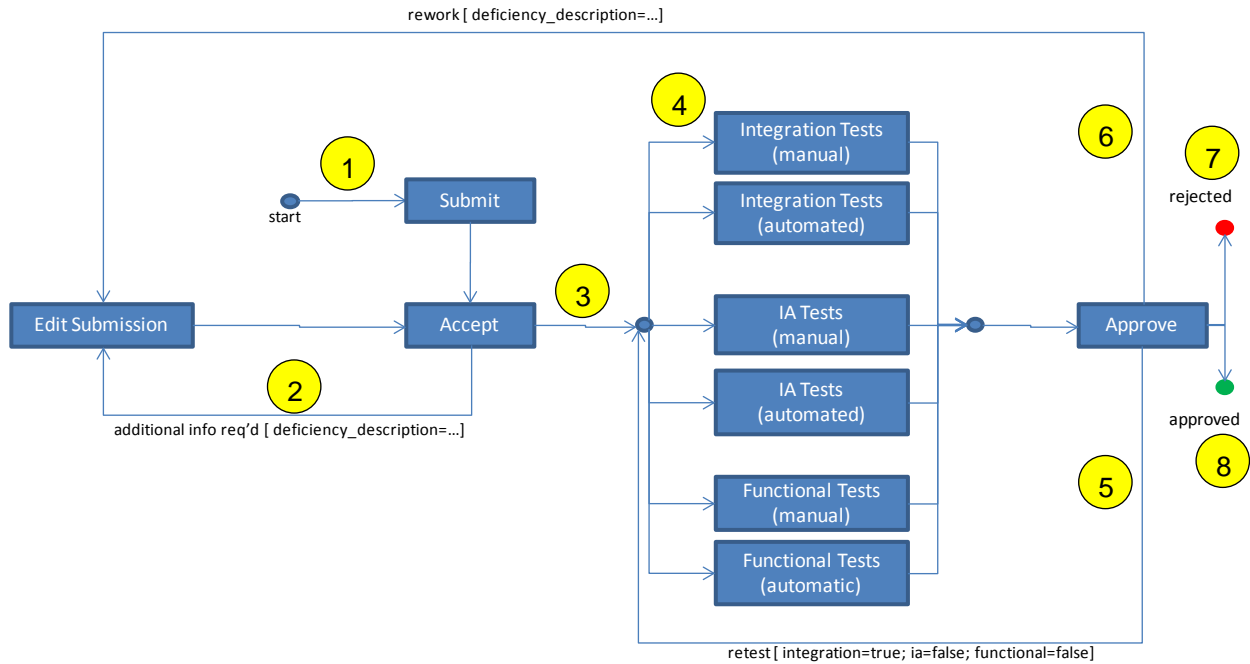 rework [ deficiency_description=…]
4
Integration Tests
(manual)
6
7
1
Submit
start
Integration Tests
(automated)
rejected
3
Edit Submission
Accept
IA Tests
(manual)
Approve
2
IA Tests
(automated)
additional info req’d [ deficiency_description=…]
approved
8
5
Functional Tests
(manual)
Functional Tests
(automatic)
retest [ integration=true; ia=false; functional=false]